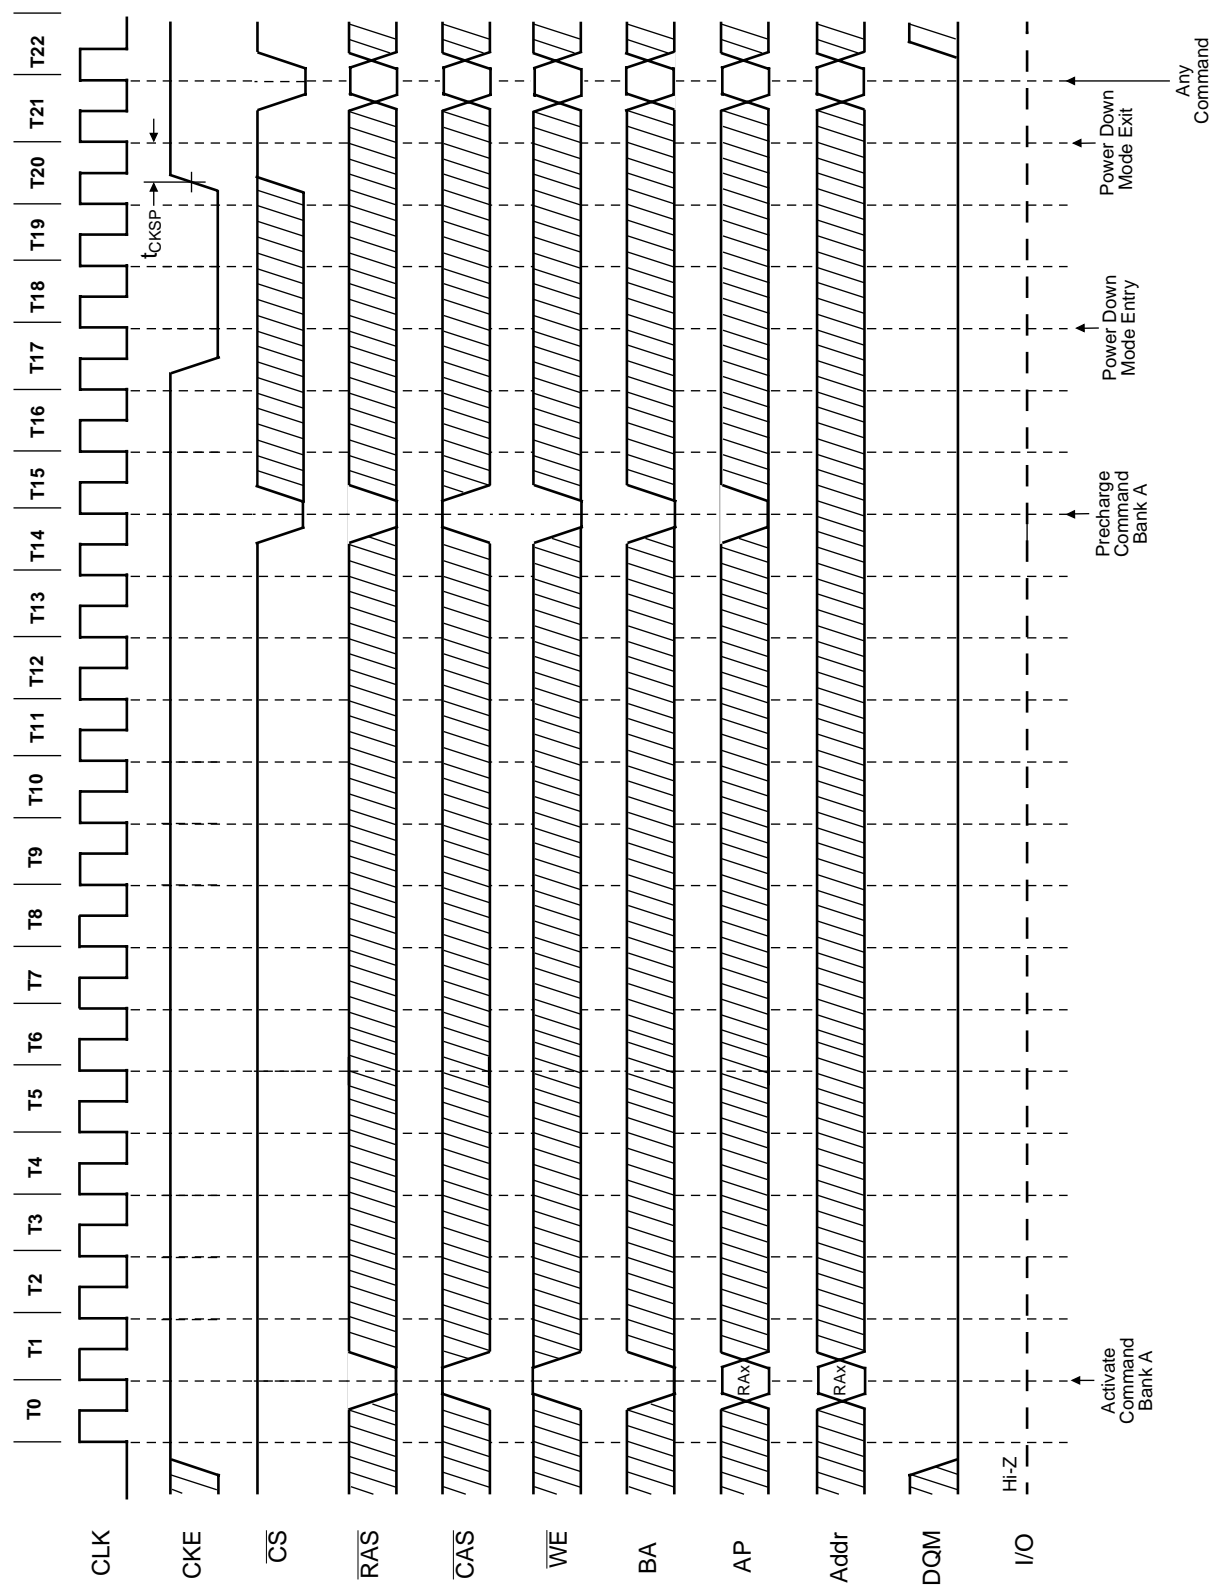 T0 T1 T2 T3 T4 T5 T6 T7 T8 T9 T10 T11 T12 T13 T14 T15 T16 T17 T18 T19 T20 T21 T22
CLK
tCKSP
CKE
CS
RAS
CAS
WE
BA
AP
RAx
Addr
RAx
DQM
Hi-Z
I/O
Activate
Command
Bank A
Precharge
Command
Bank A
Power Down
Mode Entry
Power Down
Mode Exit
Any
Command